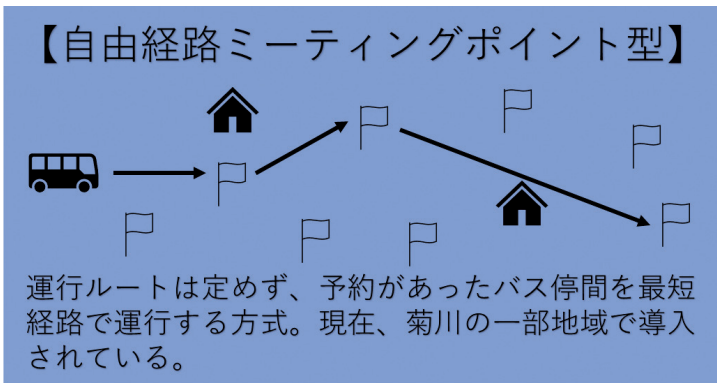 【自由経路ミーティングポイント型】
運行ルートは定めず、予約があったバス停間を最短
経路で運行する方式。現在、菊川の一部地域で導入
されている。